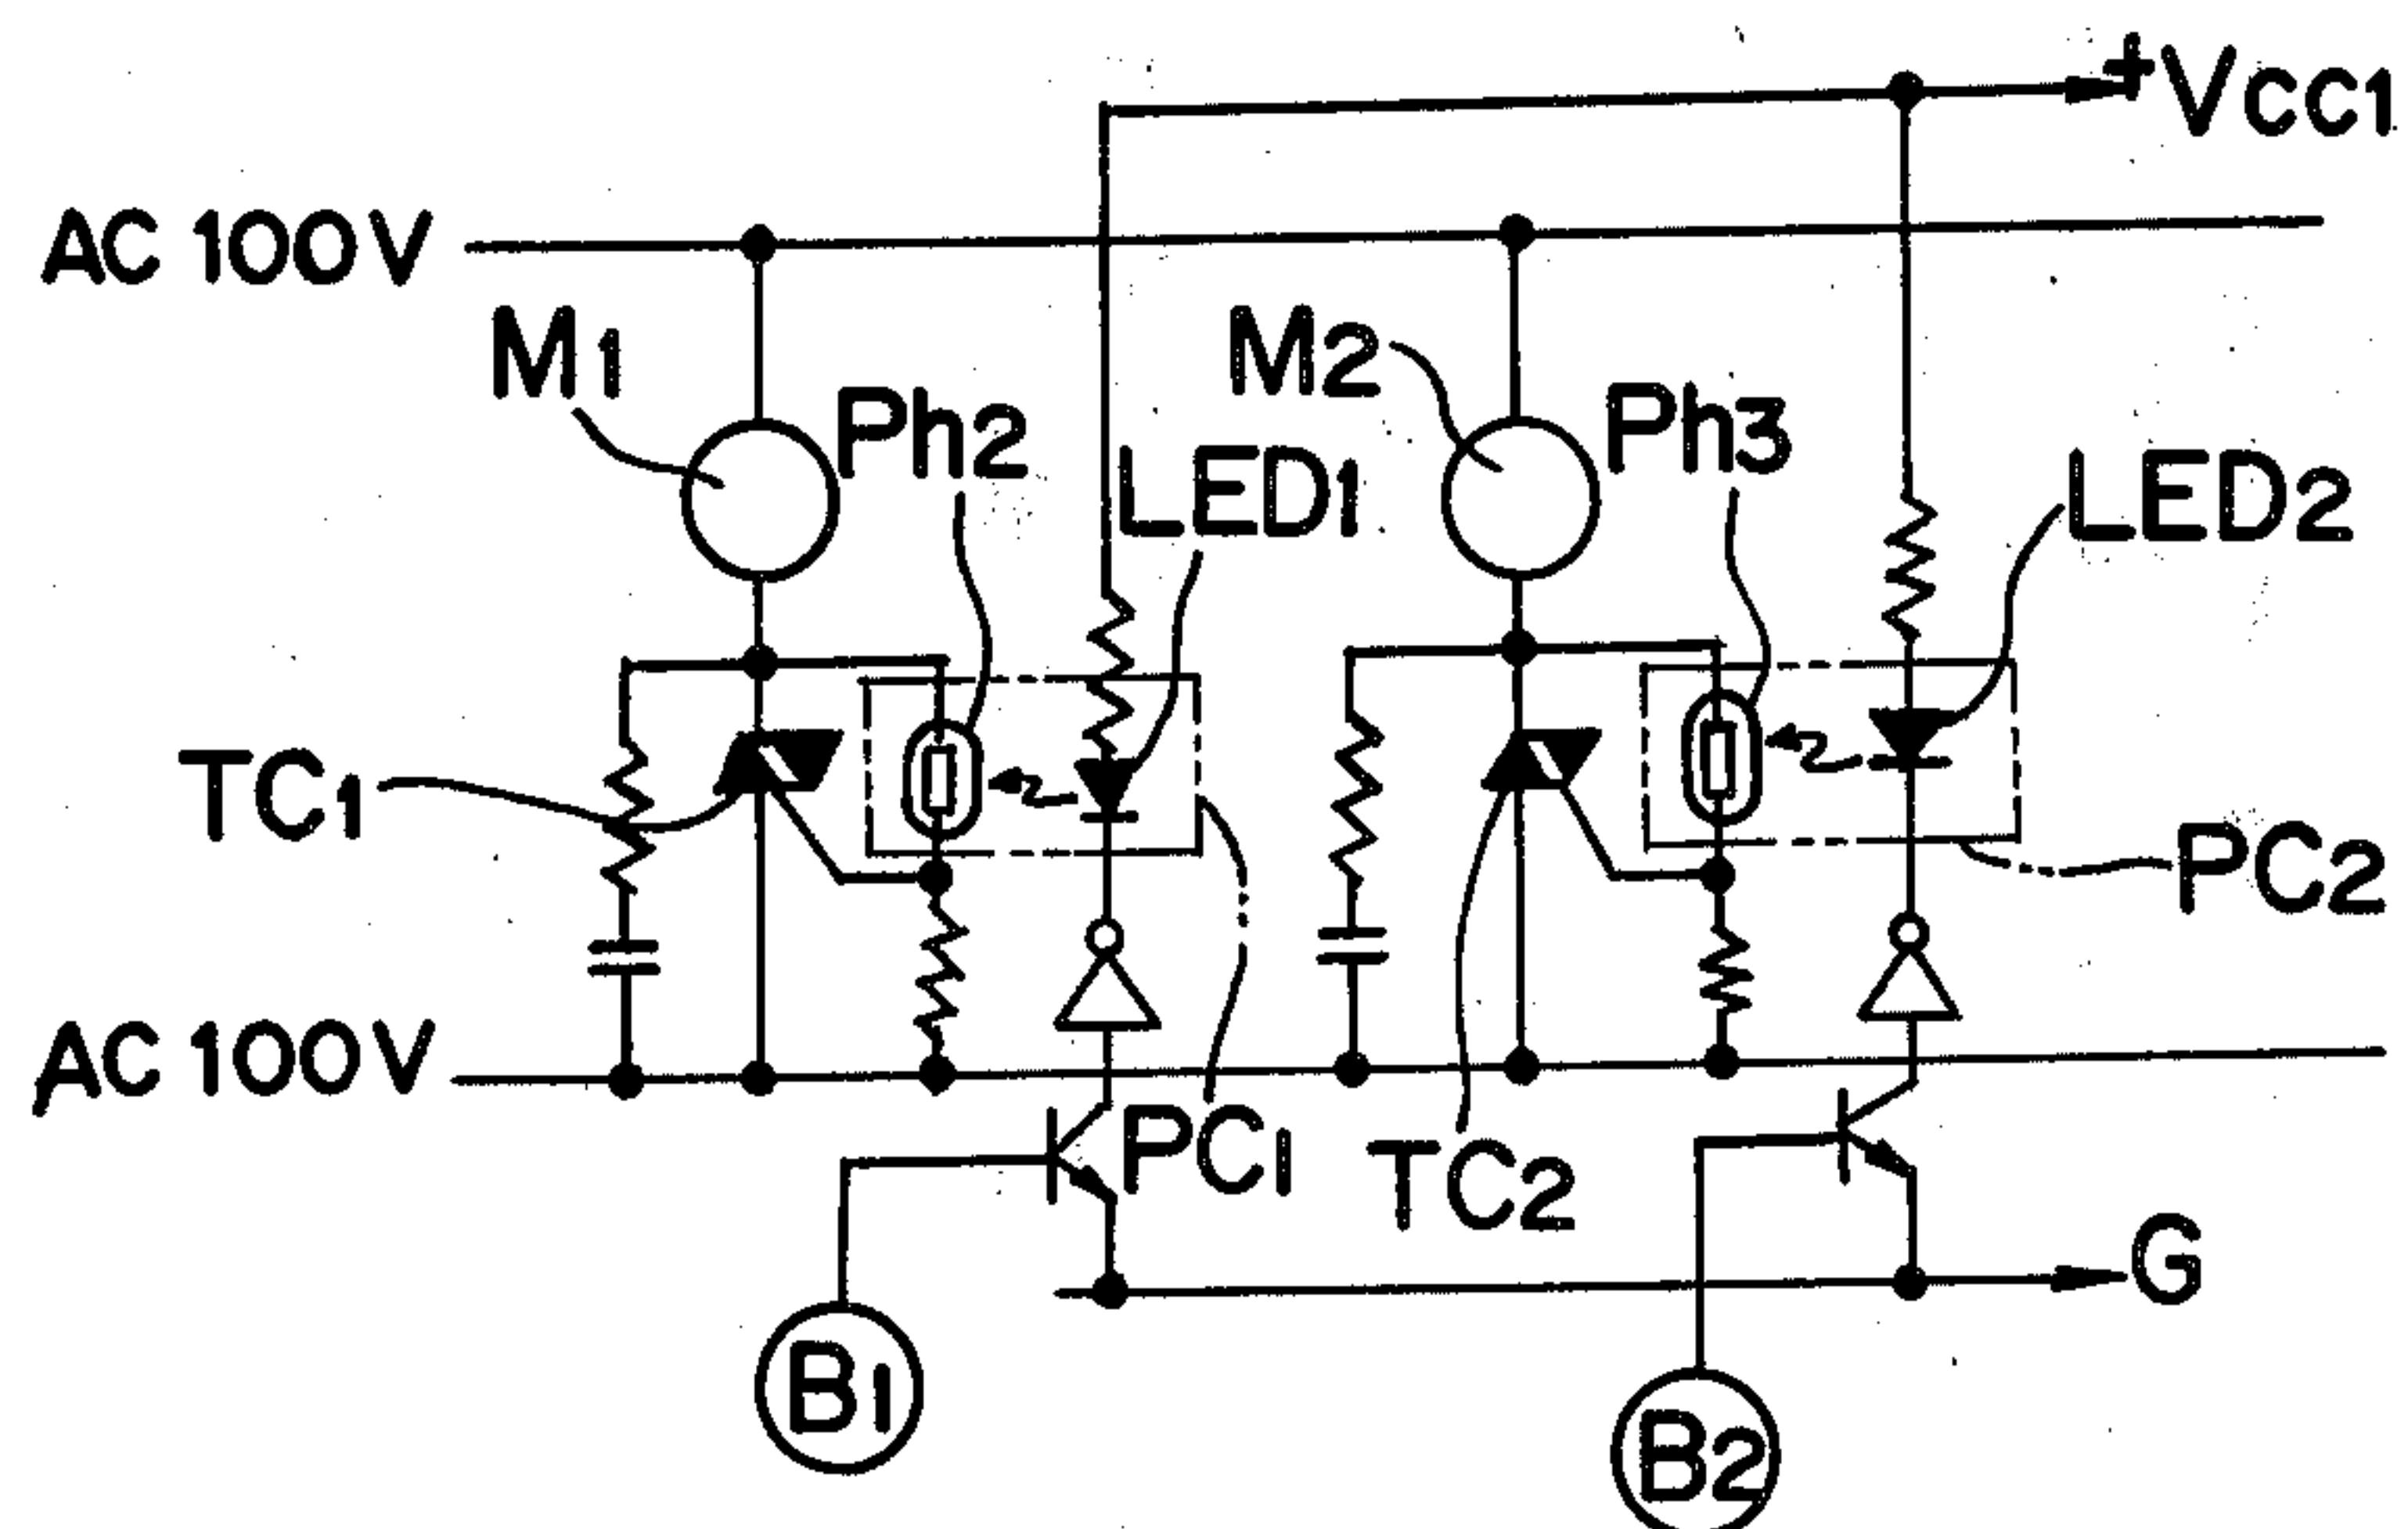 +Vcc1
AC 100V
M1
M2
Ph2
Ph3
LED1
LED2
TC1
PC2
AC 100V
PC1
TC2
G
B1
B2